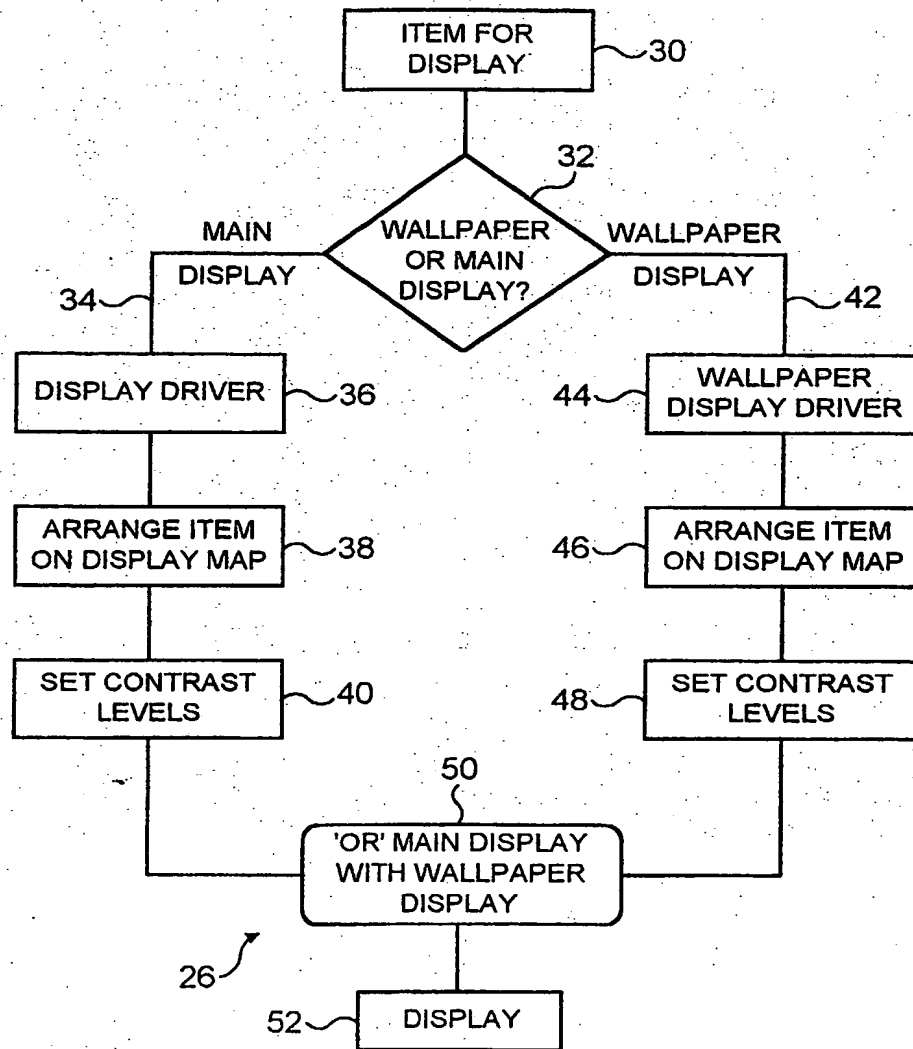 ITEM FOR
DISPLAY
30
32
WALLPAPER
OR MAIN
DISPLAY?
MAIN
DISPLAY
WALLPAPER
DISPLAY
34
42
DISPLAY DRIVER
36
44
WALLPAPER
DISPLAY DRIVER
ARRANGE ITEM
ON DISPLAY MAP
38
46
ARRANGE ITEM
ON DISPLAY MAP
SET CONTRAST
LEVELS
40
48
SET CONTRAST
LEVELS
50
'OR' MAIN DISPLAY
WITH WALLPAPER
DISPLAY
26
52
DISPLAY